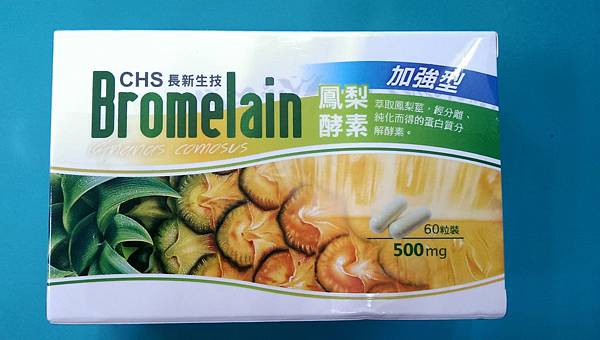 CHS 長新生技
Bromelain
ananas comosus
鳳梨
酵素
加強型
萃取鳳梨莖，經分離、
純化而得的蛋白質分
解酵素。
60粒裝
500mg